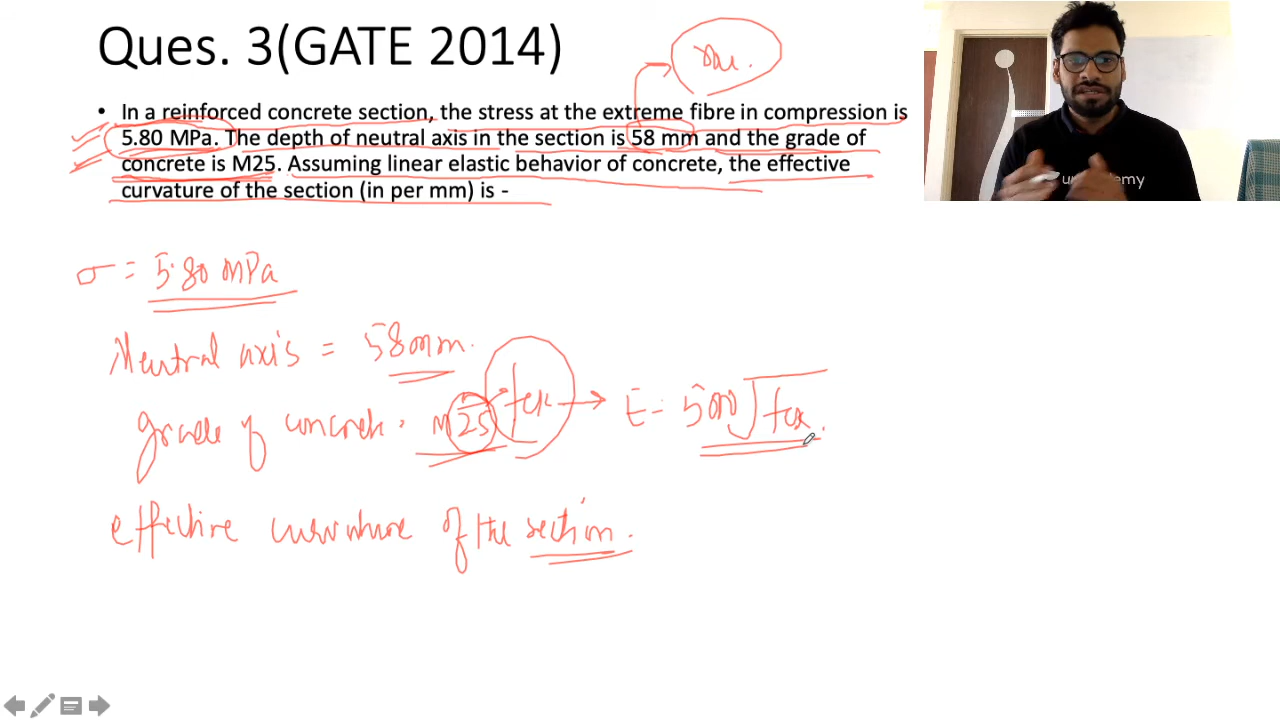 Ques. 3(GATE 2014)
• In a reinforced concrete section, the stress at the extreme fibre in compression is
5.80 MPa. The depth of neutral axis in the section is 58 mm and the grade of
concrete is M25. Assuming linear elastic behavior of concrete, the effective
curvature of the section (in per mm) is -
σ = 5.80 MPa
Neutral axis = 58mm.
grade of concrete. M25 fck → E = 5000√fck.
effective curvature of the section.